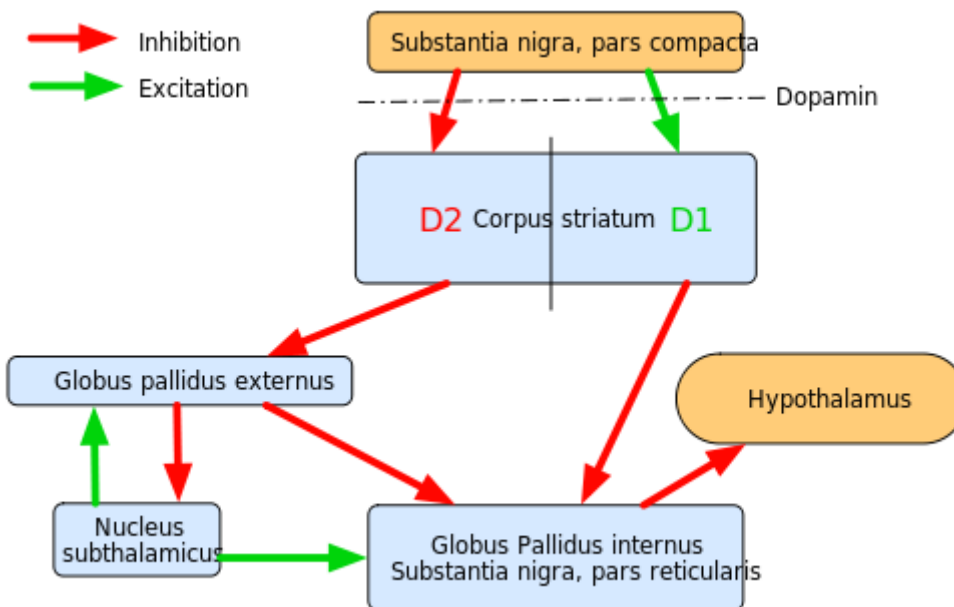 Inhibition
Excitation
Substantia nigra, pars compacta
Dopamin
D2
Corpus striatum
D1
Globus pallidus externus
Hypothalamus
Nucleus
subthalamicus
Globus Pallidus internus
Substantia nigra, pars reticularis